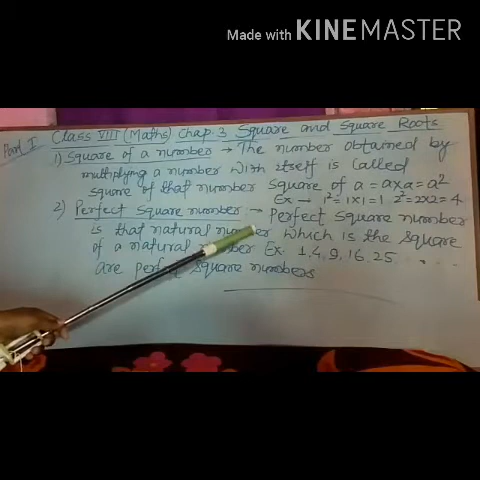 Made with KINEMASTER
Part I Class VIII (Maths) Chap. 3 Square and Square Roots
1) Square of a number → The number obtained by
multiplying a number with itself is called
square of that number Square of a = a×a = a²
Ex → 1² = 1×1 = 1 2² = 2×2 = 4
2) Perfect Square number → Perfect square number
is that natural number which is the square
of a natural number Ex. 1, 4, 9, 16, 25 . . . . .
are perfect square numbers